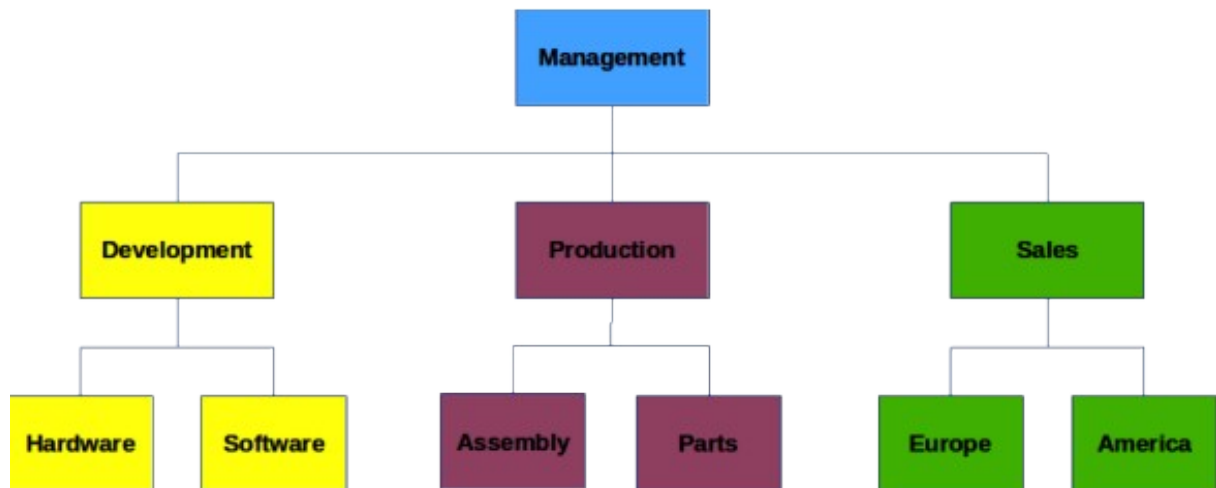 Management
Development
Production
Sales
Hardware
Software
Assembly
Parts
Europe
America